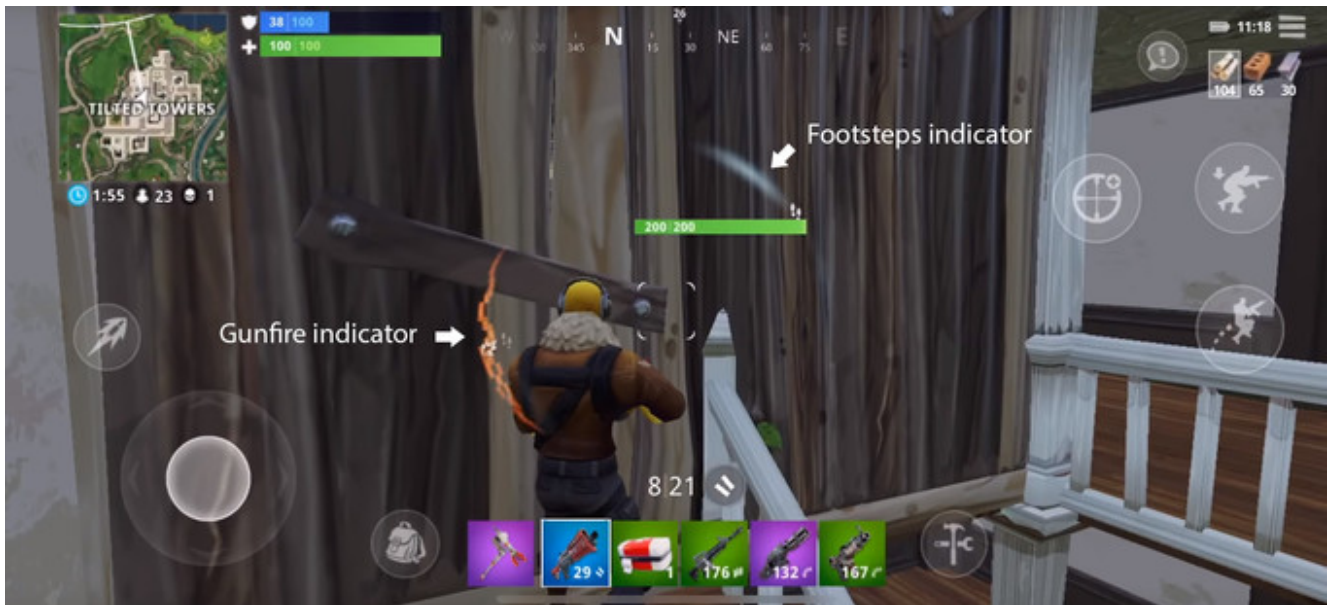 38 100
100 100
W 330 345 N 15 30 NE 60 75 E
26
11:18
104 65 30
TILTED TOWERS
1:55 23 1
Footsteps indicator
200 200
Gunfire indicator
8 21
29 1 176 132 167